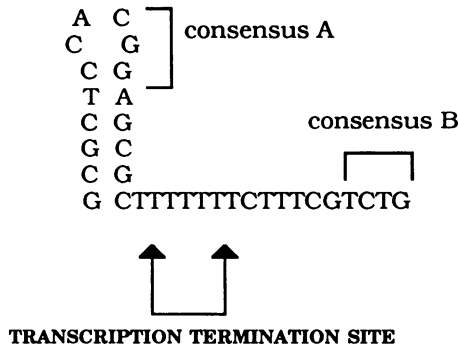 A C
consensus A
C G
C G
T A
C G
consensus B
G C
C G
G CTTTTTTTCTTTCGTCTG
TRANSCRIPTION TERMINATION SITE